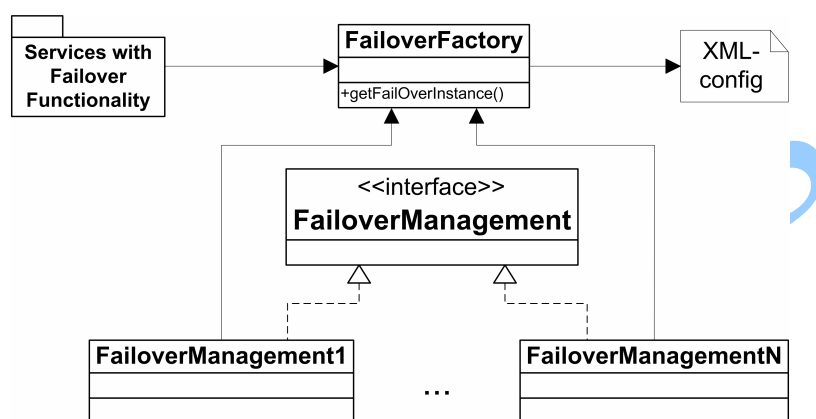 Services with
Failover
Functionality
FailoverFactory
+getFailOverInstance()
XML-
config
<<interface>>
FailoverManagement
FailoverManagement1
...
FailoverManagementN